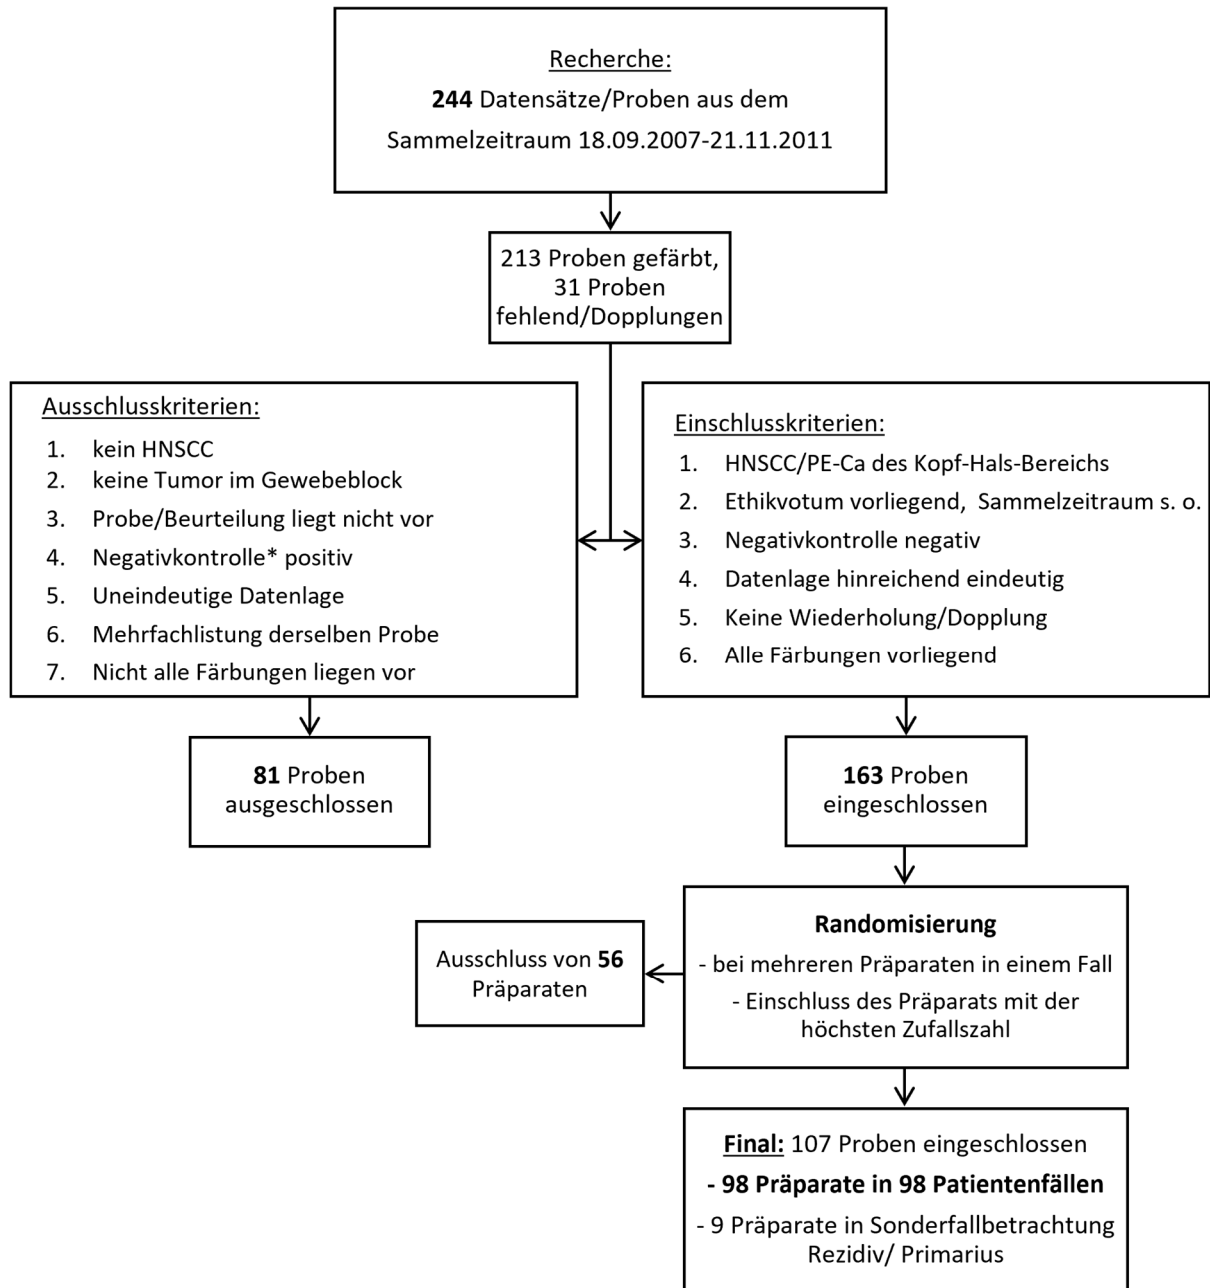 Recherche:
244 Datensätze/Proben aus dem
Sammelzeitraum 18.09.2007-21.11.2011
213 Proben gefärbt,
31 Proben
fehlend/Dopplungen
Ausschlusskriterien:
1. kein HNSCC
2. keine Tumor im Gewebeblock
3. Probe/Beurteilung liegt nicht vor
4. Negativkontrolle* positiv
5. Uneindeutige Datenlage
6. Mehrfachlistung derselben Probe
7. Nicht alle Färbungen liegen vor
Einschlusskriterien:
1. HNSCC/PE-Ca des Kopf-Hals-Bereichs
2. Ethikvotum vorliegend, Sammelzeitraum s. o.
3. Negativkontrolle negativ
4. Datenlage hinreichend eindeutig
5. Keine Wiederholung/Dopplung
6. Alle Färbungen vorliegend
81 Proben
ausgeschlossen
163 Proben
eingeschlossen
Randomisierung
- bei mehreren Präparaten in einem Fall
- Einschluss des Präparats mit der
höchsten Zufallszahl
Ausschluss von 56
Präparaten
Final: 107 Proben eingeschlossen
- 98 Präparate in 98 Patientenfällen
- 9 Präparate in Sonderfallbetrachtung
Rezidiv/ Primarius